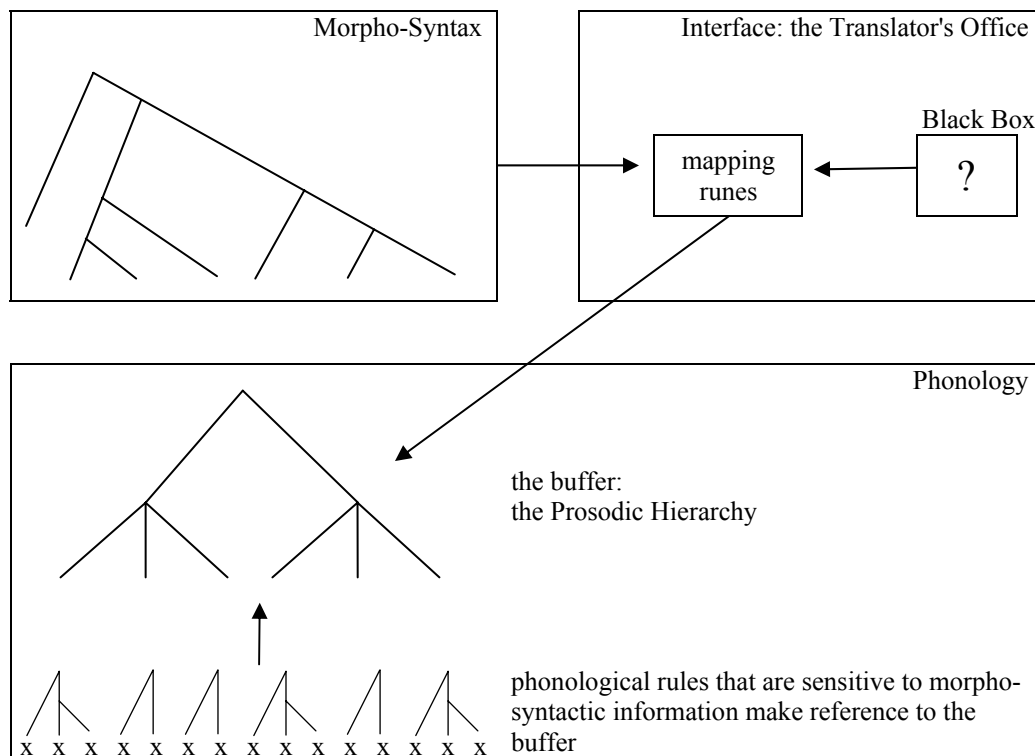 Morpho-Syntax
Interface: the Translator's Office
Black Box
mapping
runes
?
Phonology
the buffer:
the Prosodic Hierarchy
phonological rules that are sensitive to morpho-
syntactic information make reference to the
buffer
x x x x x x x x x x x x x x x